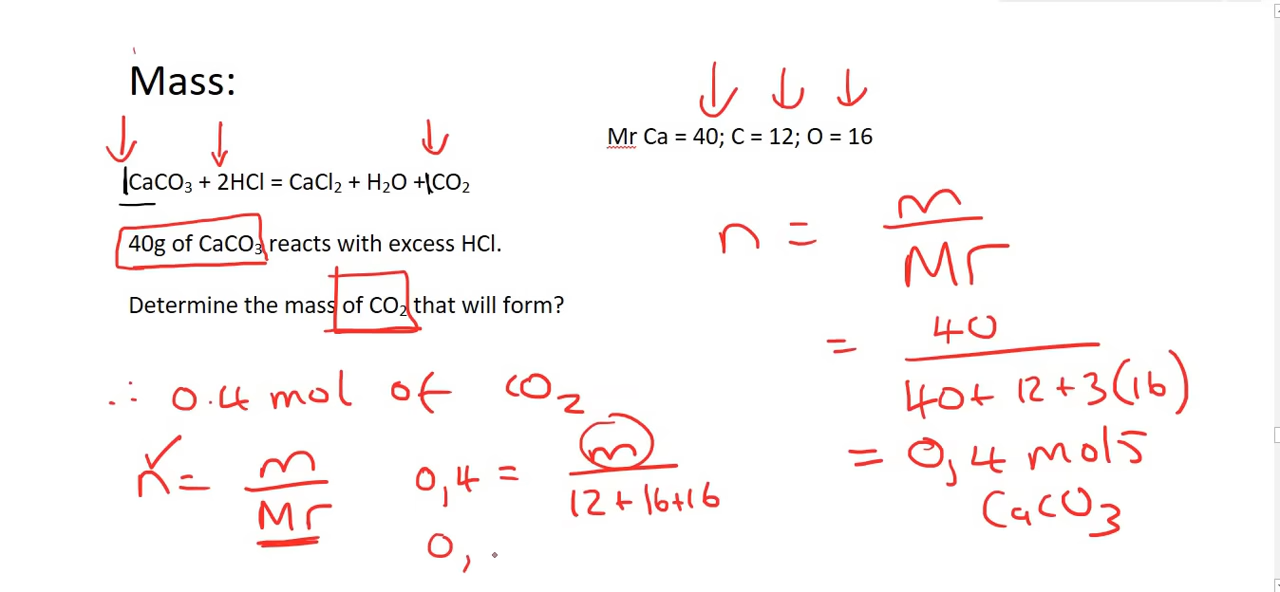 Mass:
Mr Ca = 40; C = 12; O = 16
1CaCO₃ + 2HCl = CaCl₂ + H₂O +1CO₂
40g of CaCO₃ reacts with excess HCl.
Determine the mass of CO₂ that will form?
n = m / Mr
= 40 / 40 + 12 + 3(16)
= 0,4 mols
CaCO₃
∴ 0.4 mol of CO₂
n = m / Mr
0,4 = m / 12 + 16 + 16
0,